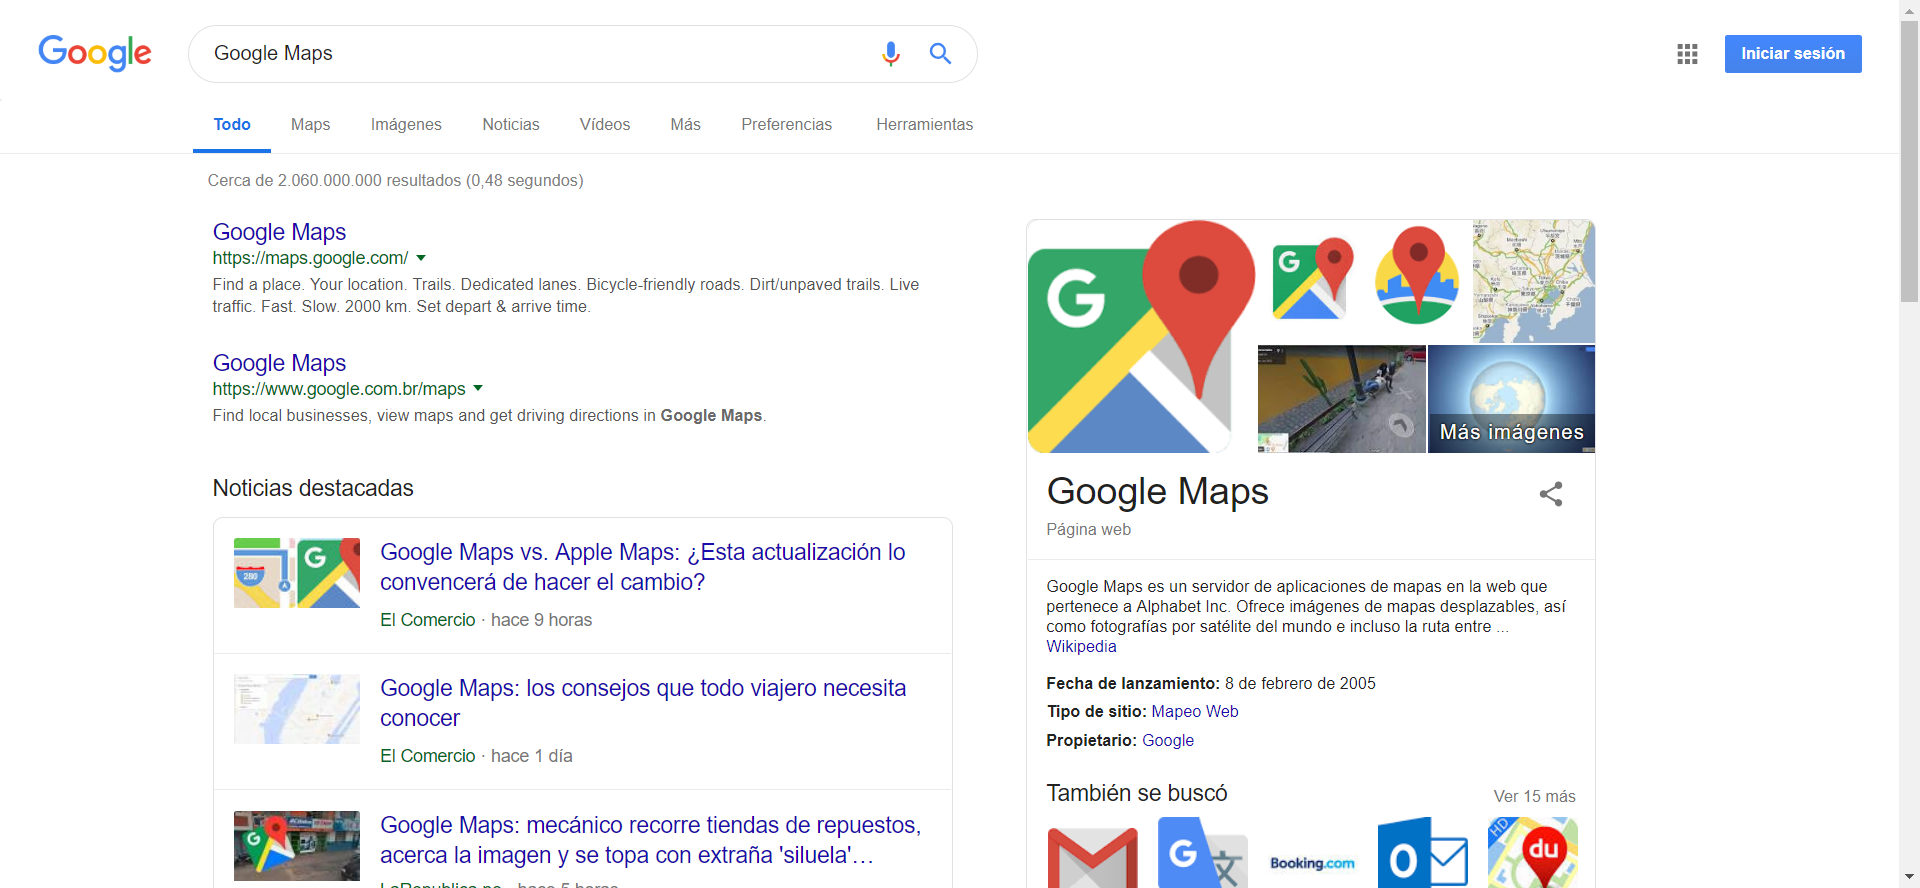 Google
Google Maps
Iniciar sesión
Todo
Maps
Imágenes
Noticias
Vídeos
Más
Preferencias
Herramientas
Cerca de 2.060.000.000 resultados (0,48 segundos)
Google Maps
https://maps.google.com/
Find a place. Your location. Trails. Dedicated lanes. Bicycle-friendly roads. Dirt/unpaved trails. Live
traffic. Fast. Slow. 2000 km. Set depart & arrive time.
Google Maps
https://www.google.com.br/maps
Find local businesses, view maps and get driving directions in Google Maps.
Noticias destacadas
280
G
Google Maps vs. Apple Maps: ¿Esta actualización lo
convencerá de hacer el cambio?
El Comercio · hace 9 horas
Google Maps: los consejos que todo viajero necesita
conocer
El Comercio · hace 1 día
G
Google Maps: mecánico recorre tiendas de repuestos,
acerca la imagen y se topa con extraña 'siluela'…
LaRepublica.pe · hace 5 horas
G
G
Más imágenes
Google Maps
Página web
Google Maps es un servidor de aplicaciones de mapas en la web que
pertenece a Alphabet Inc. Ofrece imágenes de mapas desplazables, así
como fotografías por satélite del mundo e incluso la ruta entre ...
Wikipedia
Fecha de lanzamiento: 8 de febrero de 2005
Tipo de sitio: Mapeo Web
Propietario: Google
También se buscó
Ver 15 más
G
文
Booking.com
O
HD
du